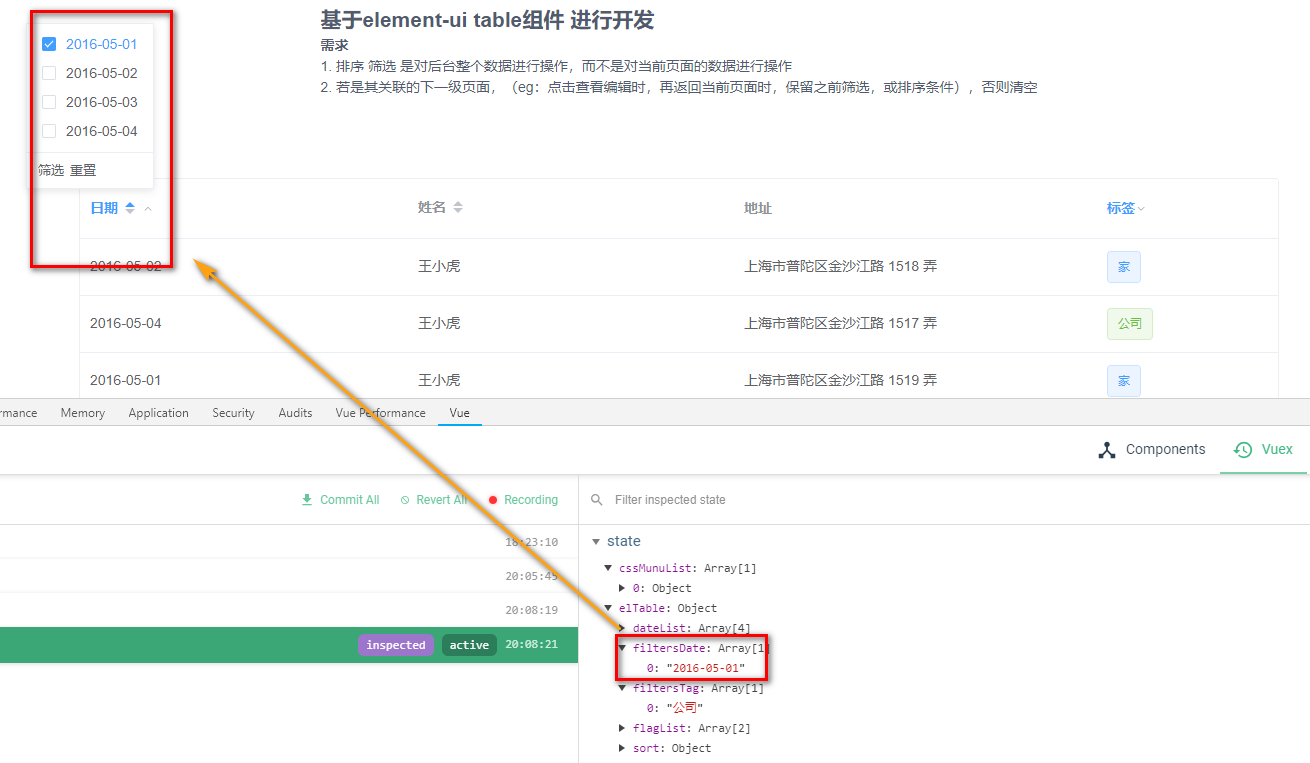 基于element-ui table组件 进行开发
需求
1. 排序 筛选 是对后台整个数据进行操作，而不是对当前页面的数据进行操作
2. 若是其关联的下一级页面，（eg：点击查看编辑时，再返回当前页面时，保留之前筛选，或排序条件），否则清空
2016-05-01
2016-05-02
2016-05-03
2016-05-04
筛选 重置
日期 姓名 地址 标签
2016-05-02 王小虎 上海市普陀区金沙江路 1518 弄 家
2016-05-04 王小虎 上海市普陀区金沙江路 1517 弄 公司
2016-05-01 王小虎 上海市普陀区金沙江路 1519 弄 家
rmance Memory Application Security Audits Vue Performance Vue
Components Vuex
Commit All Revert All Recording
Filter inspected state
18:23:10
20:05:45
20:08:19
inspected active 20:08:21
state
cssMunuList: Array[1]
0: Object
elTable: Object
dateList: Array[4]
filtersDate: Array[1]
0: "2016-05-01"
filtersTag: Array[1]
0: "公司"
flagList: Array[2]
sort: Object